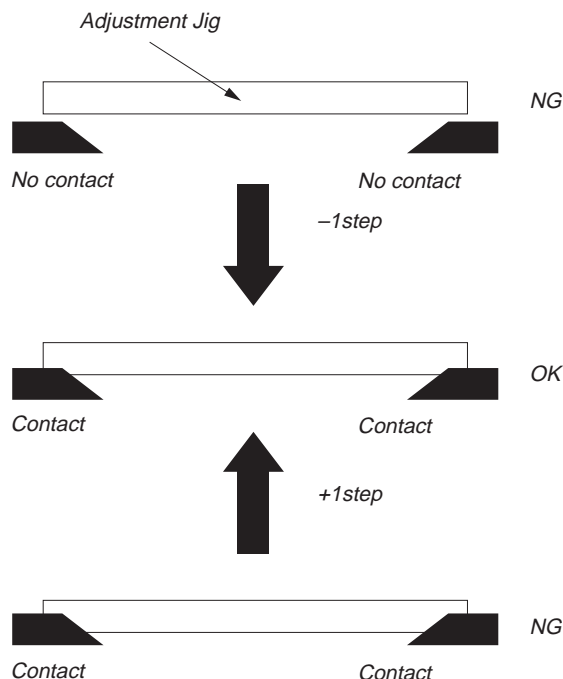 Adjustment Jig
NG
No contact No contact
–1step
OK
Contact Contact
+1step
NG
Contact Contact